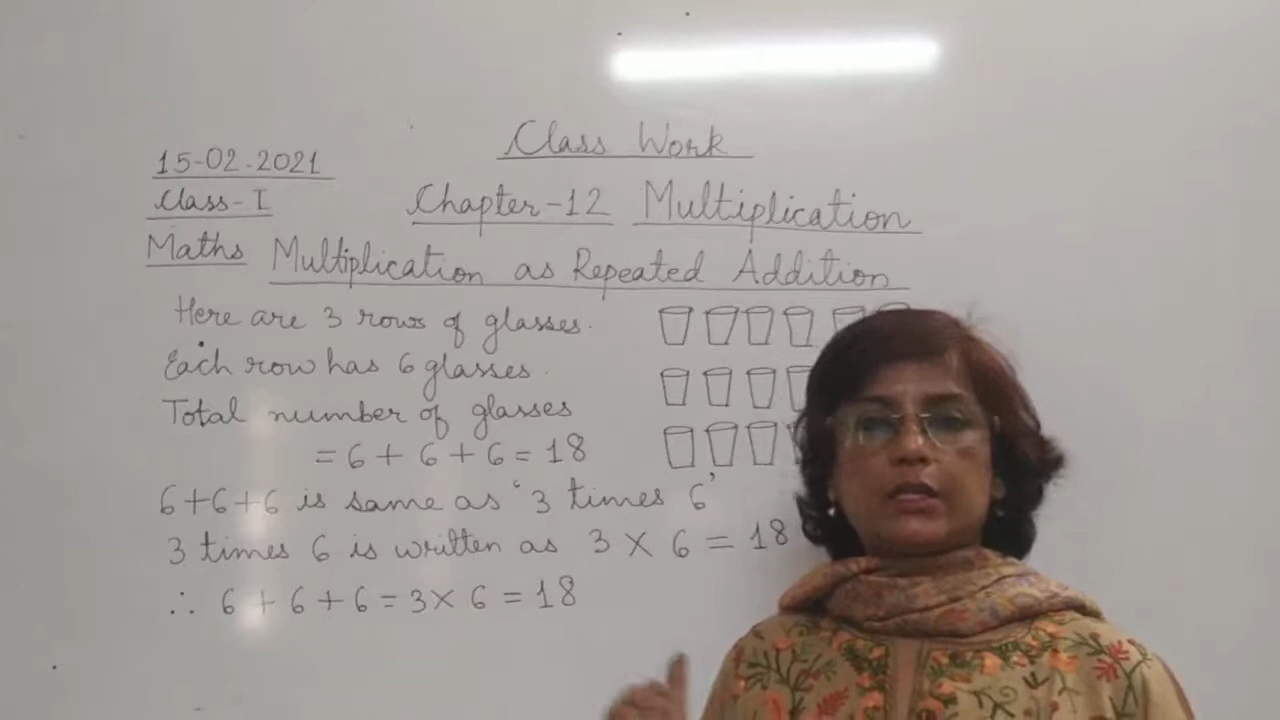 Class Work
15-02-2021
Class-I
Chapter-12 Multiplication
Maths
Multiplication as Repeated Addition
Here are 3 rows of glasses.
Each row has 6 glasses.
Total number of glasses
= 6 + 6 + 6 = 18
6+6+6 is same as '3 times 6'
3 times 6 is written as 3 × 6 = 18
∴ 6 + 6 + 6 = 3 × 6 = 18